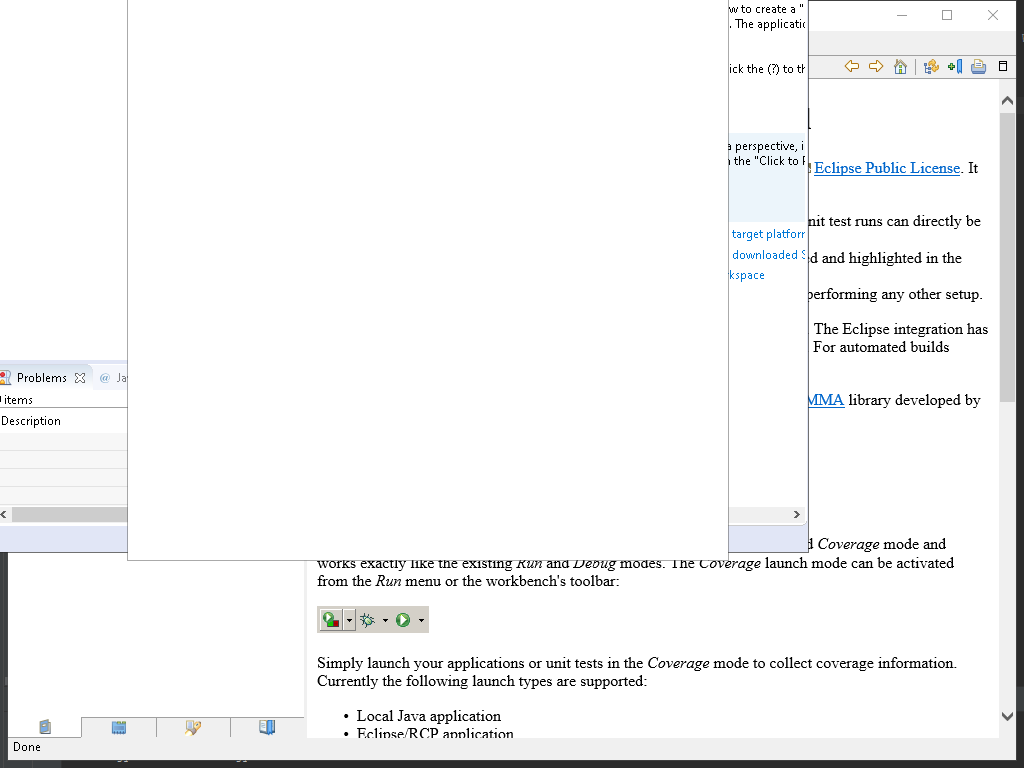 w to create a "
. The applicatio
ick the (?) to th
a perspective, i
the "Click to
target platform
downloaded S
kspace
Eclipse Public License. It
nit test runs can directly be
d and highlighted in the
performing any other setup.
The Eclipse integration has
For automated builds
MMA library developed by
Problems @ Ja
items
Description
d Coverage mode and
works exactly like the existing Run and Debug modes. The Coverage launch mode can be activated
from the Run menu or the workbench's toolbar:
Simply launch your applications or unit tests in the Coverage mode to collect coverage information.
Currently the following launch types are supported:
• Local Java application
• Eclipse/RCP application
Done